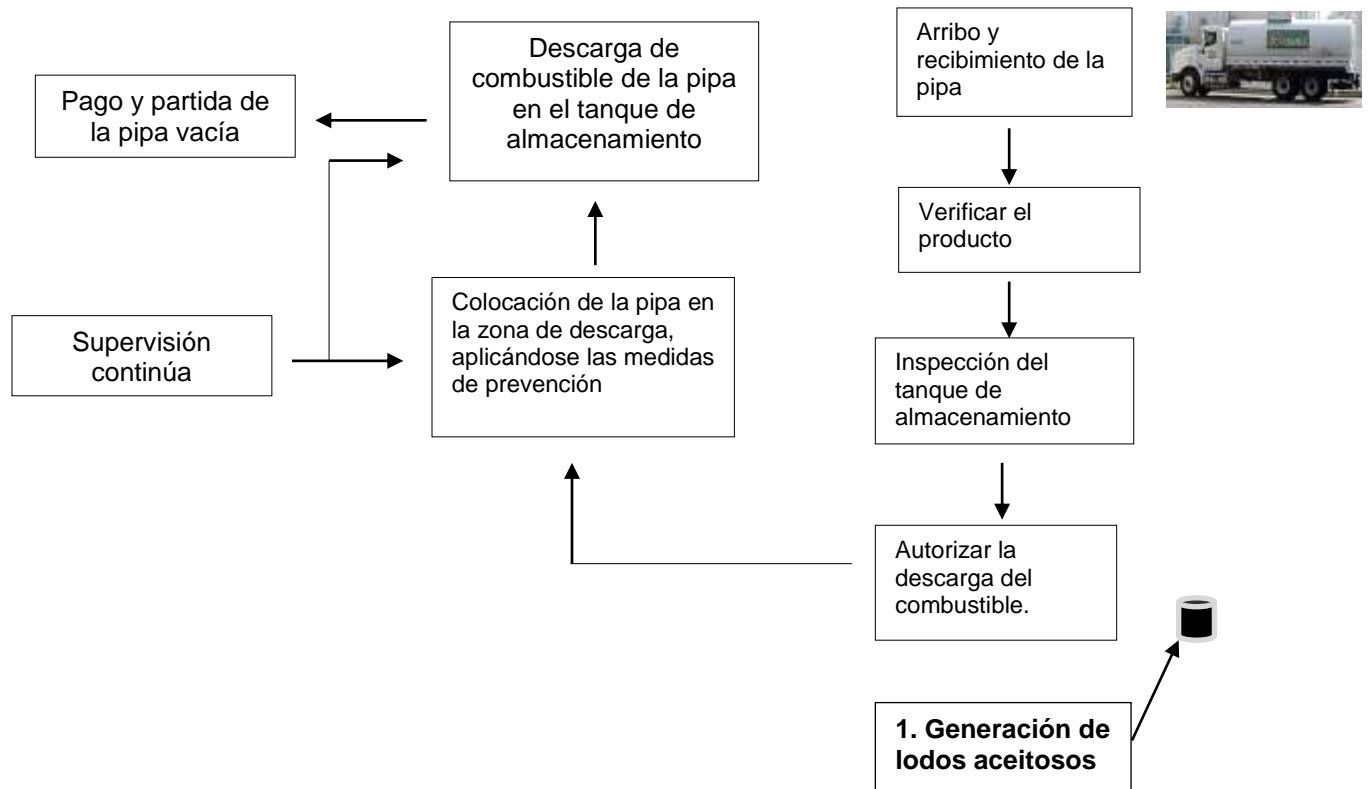 Arribo y
recibimiento de la
pipa
Verificar el
producto
Inspección del
tanque de
almacenamiento
Autorizar la
descarga del
combustible.
1. Generación de
lodos aceitosos
Colocación de la pipa en
la zona de descarga,
aplicándose las medidas
de prevención
Supervisión
continúa
Descarga de
combustible de la pipa
en el tanque de
almacenamiento
Pago y partida de
la pipa vacía